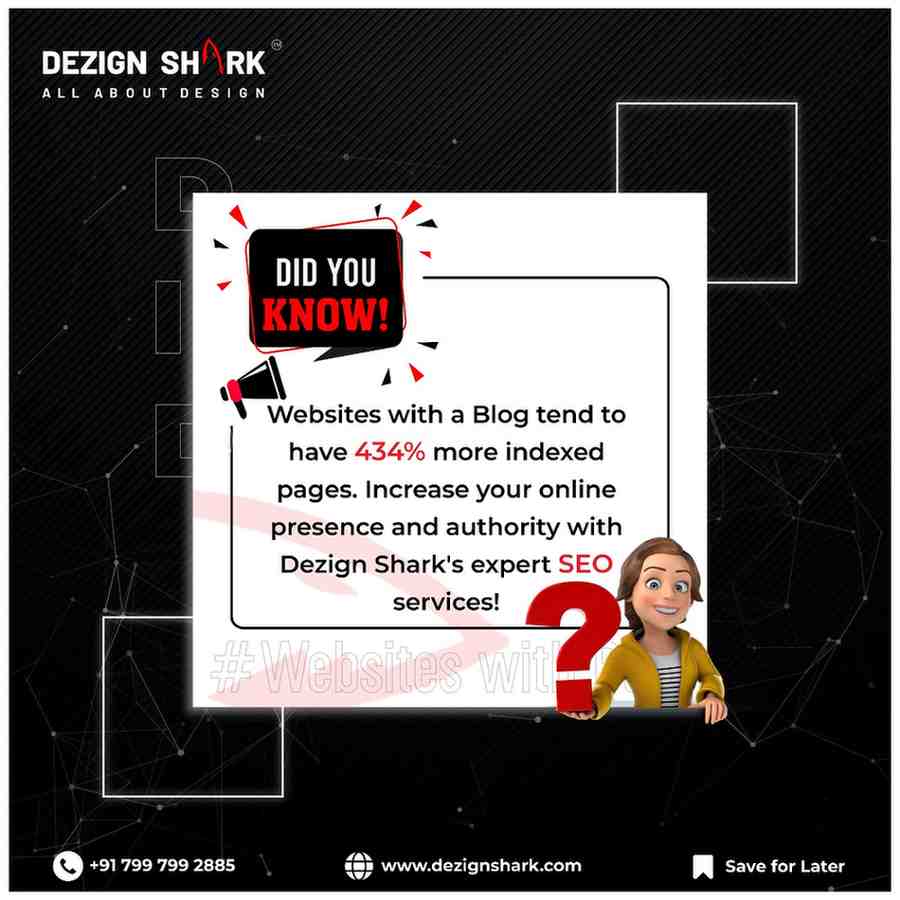 DEZIGN SHARK
TM
ALL ABOUT DESIGN
DID YOU
KNOW!
Websites with a Blog tend to
have 434% more indexed
pages. Increase your online
presence and authority with
Dezign Shark's expert SEO
services!
?
#Websites with
+91 799 799 2885
www.dezignshark.com
Save for Later